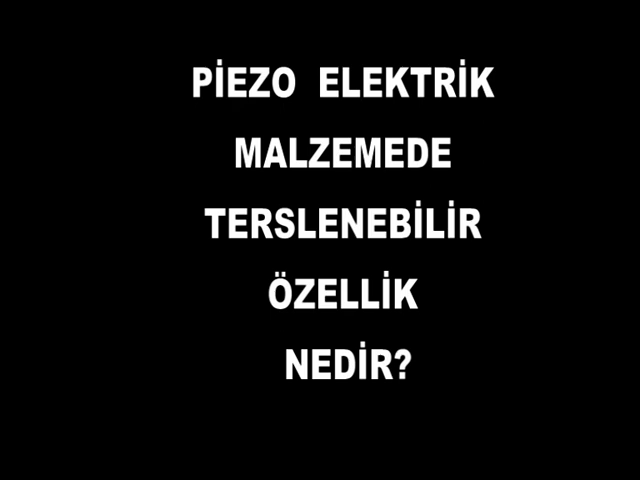 PİEZO ELEKTRİK
MALZEMEDE
TERSLENEBİLİR
ÖZELLİK
NEDİR?